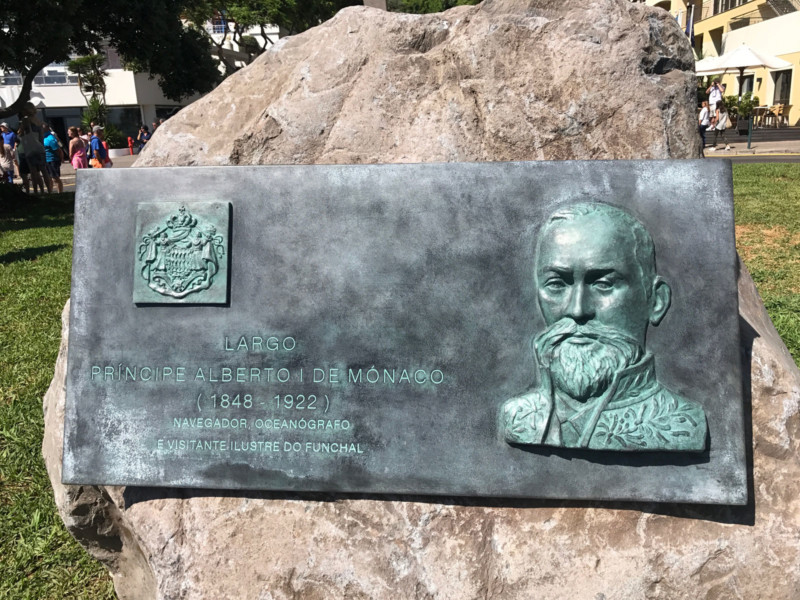 LARGO
PRÍNCIPE ALBERTO I DE MÓNACO
( 1848 - 1922 )
NAVEGADOR, OCEANÓGRAFO
E VISITANTE ILUSTRE DO FUNCHAL